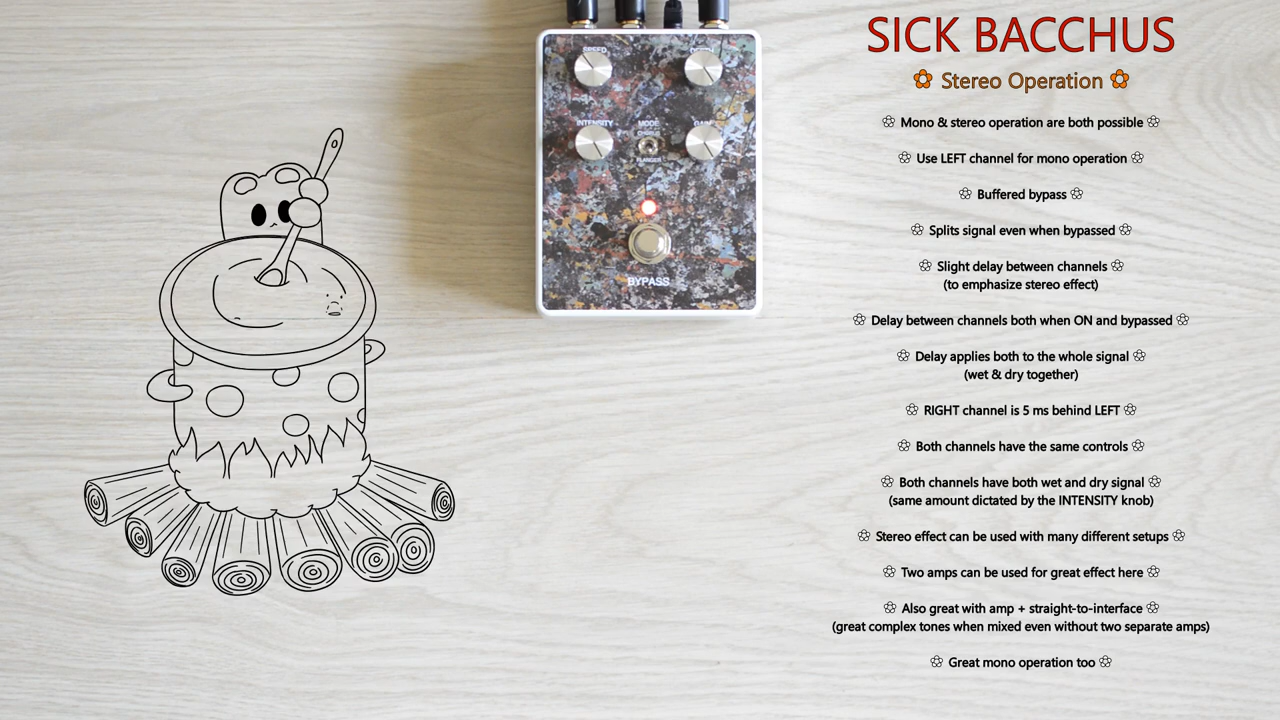 SICK BACCHUS
Stereo Operation
Mono & stereo operation are both possible
Use LEFT channel for mono operation
Buffered bypass
Splits signal even when bypassed
Slight delay between channels
(to emphasize stereo effect)
Delay between channels both when ON and bypassed
Delay applies both to the whole signal
(wet & dry together)
RIGHT channel is 5 ms behind LEFT
Both channels have the same controls
Both channels have both wet and dry signal
(same amount dictated by the INTENSITY knob)
Stereo effect can be used with many different setups
Two amps can be used for great effect here
Also great with amp + straight-to-interface
(great complex tones when mixed even without two separate amps)
Great mono operation too
SPEED
INTENSITY
MODE
CHORUS
FLANGER
BYPASS